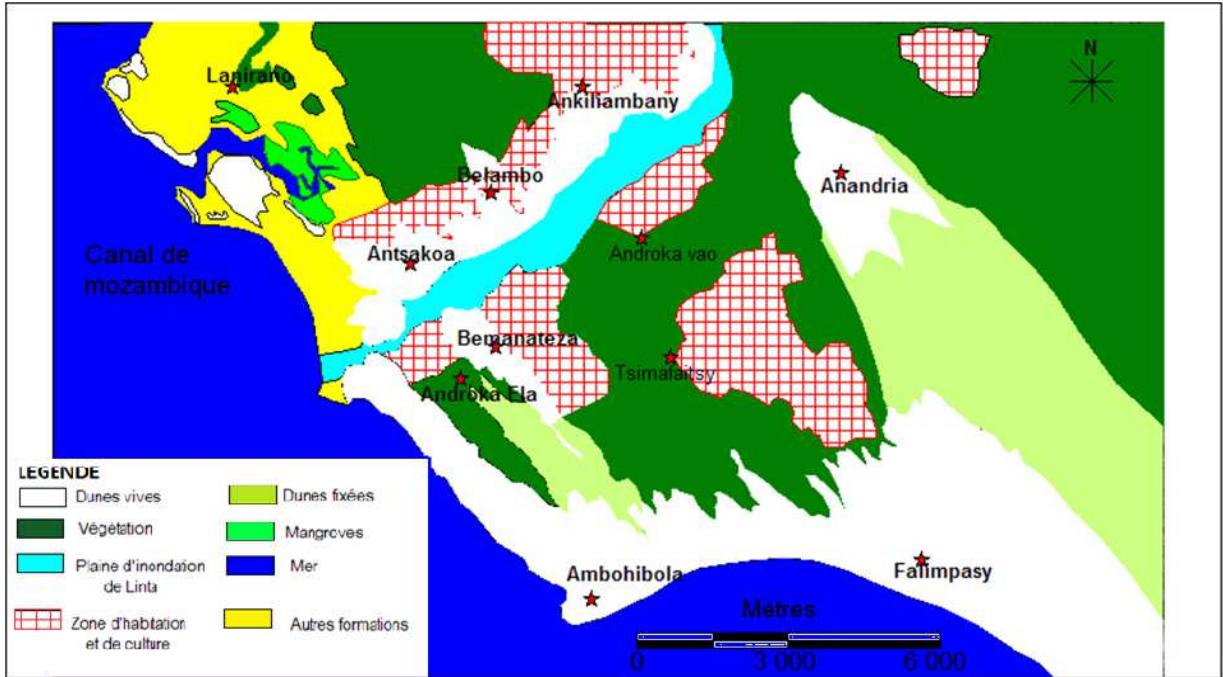 N
Lanirano
Ankiliambany
Belambo
Anandria
Canal de
mozambique
Antsakoa
Androka vao
Bemanateza
Tsimalaitsy
Androka Ela
Ambohibola
Falimpasy
Mètres
0 3 000 6 000
LEGENDE
Dunes vives
Dunes fixées
Végétation
Mangroves
Plaine d'inondation
de Linta
Mer
Zone d'habitation
et de culture
Autres formations